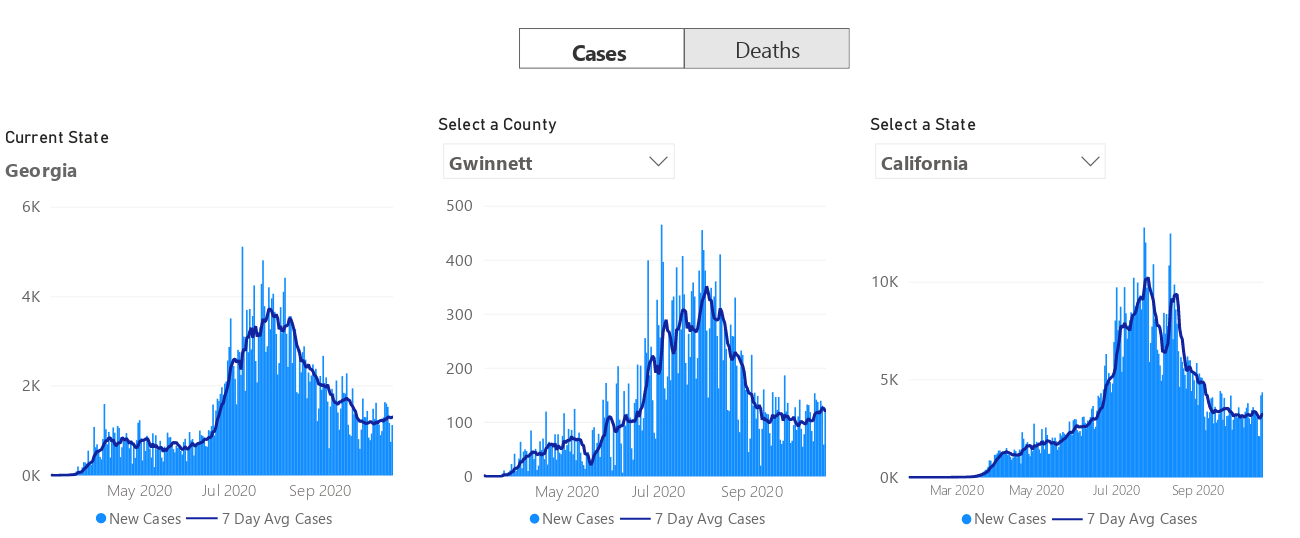 Cases Deaths
Current State
Georgia
6K
4K
2K
0K
May 2020 Jul 2020 Sep 2020
New Cases 7 Day Avg Cases
Select a County
Gwinnett
500
400
300
200
100
0
May 2020 Jul 2020 Sep 2020
New Cases 7 Day Avg Cases
Select a State
California
10K
5K
0K
Mar 2020 May 2020 Jul 2020 Sep 2020
New Cases 7 Day Avg Cases